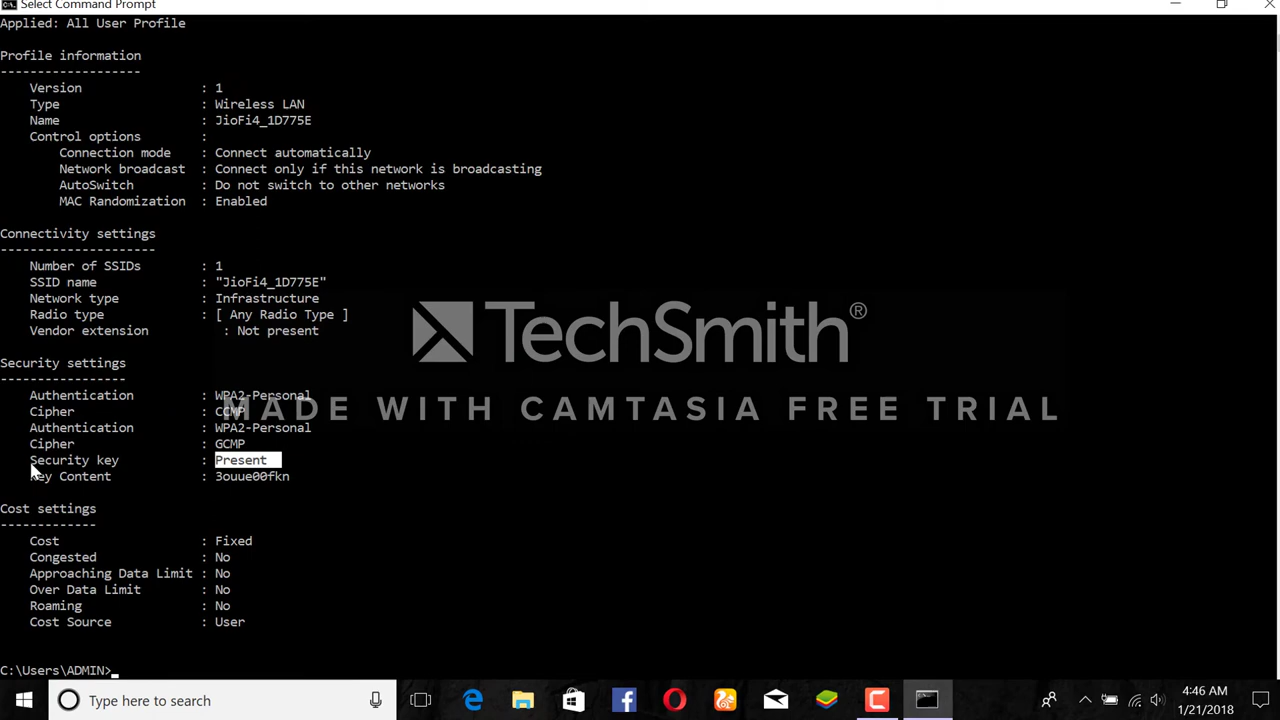 Select Command Prompt
Applied: All User Profile
Profile information
-------------------
Version : 1
Type : Wireless LAN
Name : JioFi4_1D775E
Control options :
Connection mode : Connect automatically
Network broadcast : Connect only if this network is broadcasting
AutoSwitch : Do not switch to other networks
MAC Randomization : Enabled
Connectivity settings
---------------------
Number of SSIDs : 1
SSID name : "JioFi4_1D775E"
Network type : Infrastructure
Radio type : [ Any Radio Type ]
Vendor extension : Not present
TechSmith®
Security settings
-----------------
Authentication : WPA2-Personal
Cipher : CCMP
MADE WITH CAMTASIA FREE TRIAL
Authentication : WPA2-Personal
Cipher : GCMP
Security key : Present
Key Content : 3ouue00fkn
Cost settings
-------------
Cost : Fixed
Congested : No
Approaching Data Limit : No
Over Data Limit : No
Roaming : No
Cost Source : User
C:\Users\ADMIN>
Type here to search
4:46 AM
1/21/2018